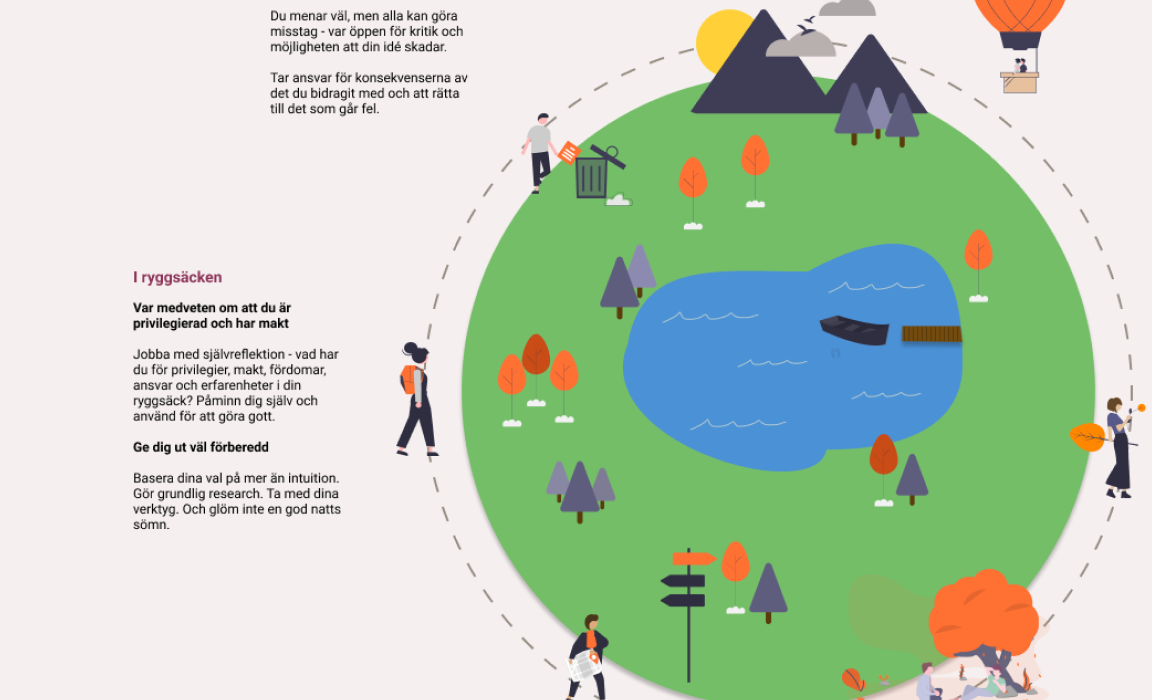 Du menar väl, men alla kan göra
misstag - var öppen för kritik och
möjligheten att din idé skadar.
Tar ansvar för konsekvenserna av
det du bidragit med och att rätta
till det som går fel.
I ryggsäcken
Var medveten om att du är
privilegierad och har makt
Jobba med självreflektion - vad har
du för privilegier, makt, fördomar,
ansvar och erfarenheter i din
ryggsäck? Påminn dig själv och
använd för att göra gott.
Ge dig ut väl förberedd
Basera dina val på mer än intuition.
Gör grundlig research. Ta med dina
verktyg. Och glöm inte en god natts
sömn.